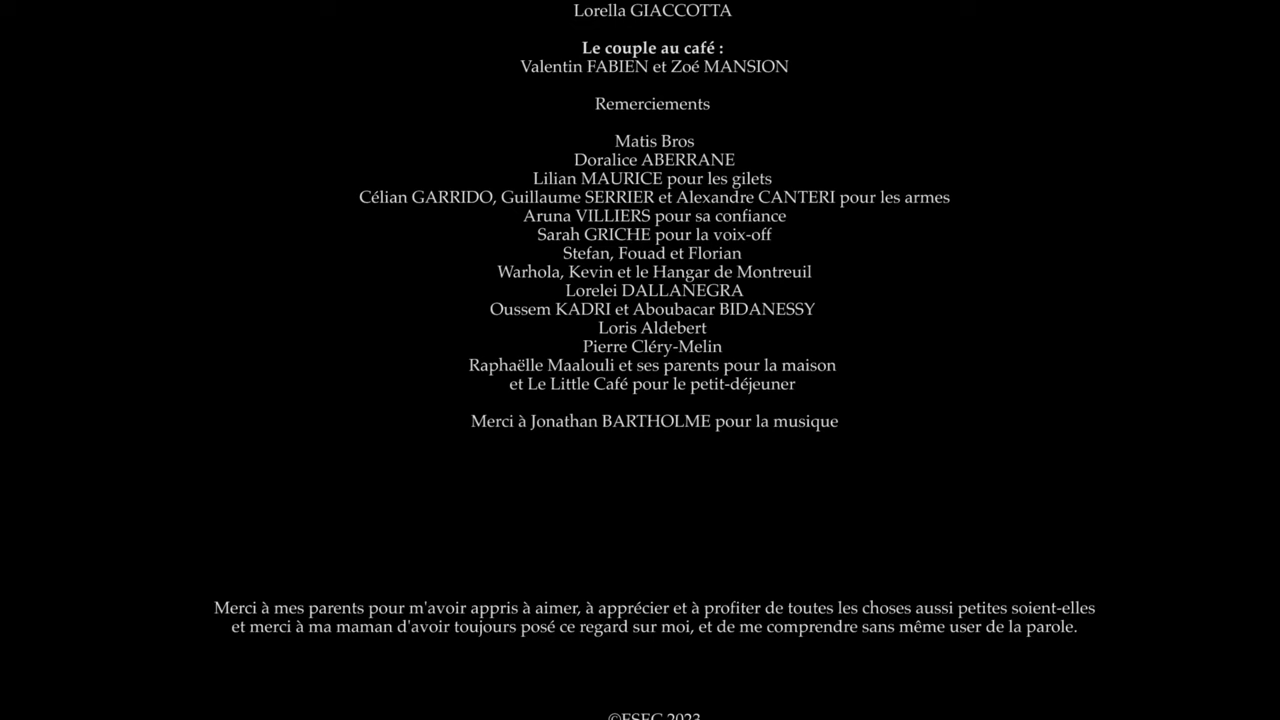 Lorella GIACCOTTA
Le couple au café :
Valentin FABIEN et Zoé MANSION
Remerciements
Matis Bros
Doralice ABERRANE
Lilian MAURICE pour les gilets
Célian GARRIDO, Guillaume SERRIER et Alexandre CANTERI pour les armes
Aruna VILLIERS pour sa confiance
Sarah GRICHE pour la voix-off
Stefan, Fouad et Florian
Warhola, Kevin et le Hangar de Montreuil
Lorelei DALLANEGRA
Oussem KADRI et Aboubacar BIDANESSY
Loris Aldebert
Pierre Cléry-Melin
Raphaëlle Maalouli et ses parents pour la maison
et Le Little Café pour le petit-déjeuner
Merci à Jonathan BARTHOLME pour la musique
Merci à mes parents pour m'avoir appris à aimer, à apprécier et à profiter de toutes les choses aussi petites soient-elles
et merci à ma maman d'avoir toujours posé ce regard sur moi, et de me comprendre sans même user de la parole.
©ESEC 2023